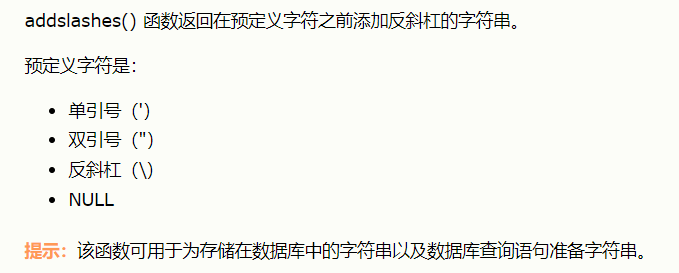 addslashes() 函数返回在预定义字符之前添加反斜杠的字符串。
预定义字符是：
• 单引号（'）
• 双引号（"）
• 反斜杠（\）
• NULL
提示：该函数可用于为存储在数据库中的字符串以及数据库查询语句准备字符串。